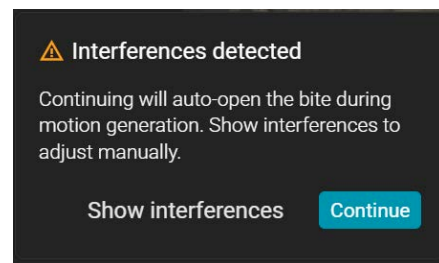 Interferences detected
Continuing will auto-open the bite during
motion generation. Show interferences to
adjust manually.
Show interferences
Continue